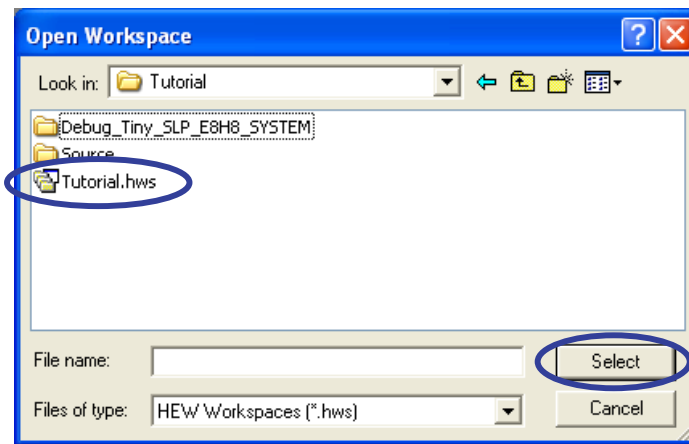 Open Workspace
Look in: Tutorial
Debug_Tiny_SLP_E8H8_SYSTEM
Source
Tutorial.hws
File name: Select
Files of type: HEW Workspaces (*.hws) Cancel